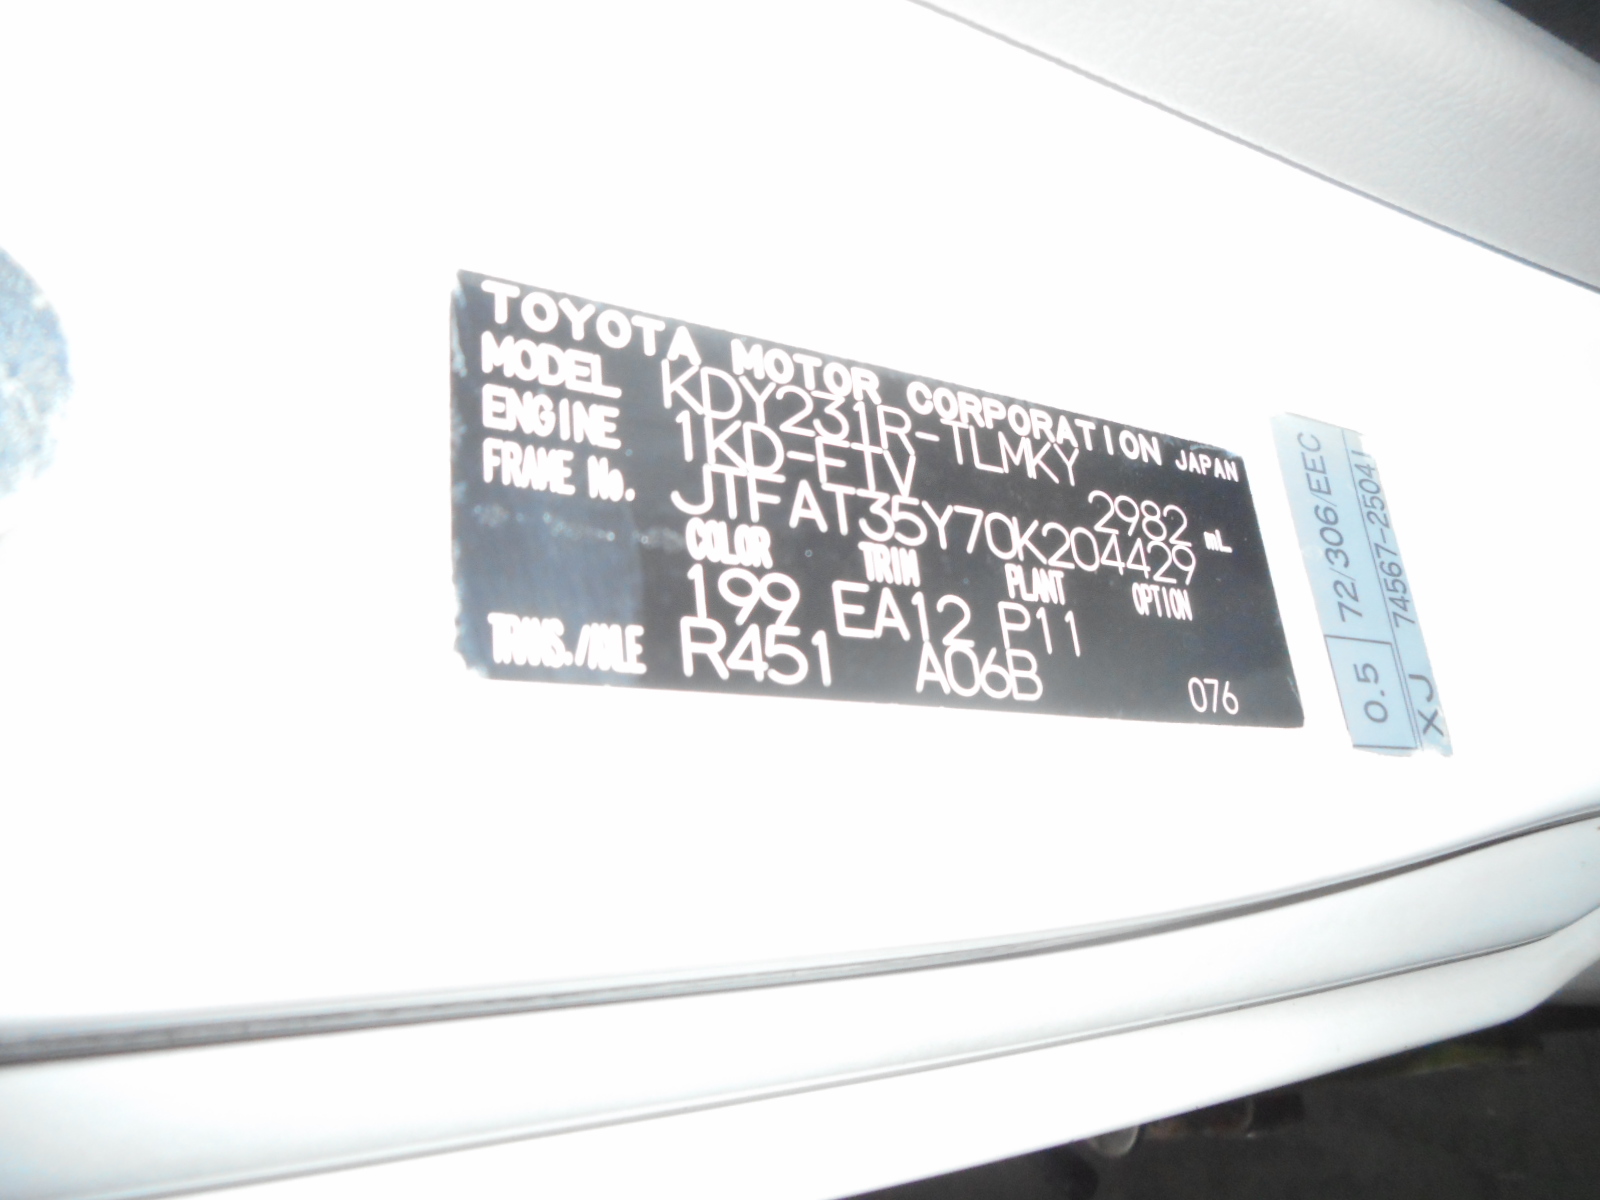 TOYOTA MOTOR CORPORATION JAPAN
MODEL KDY231R-TLMKY
ENGINE 1KD-FTV 2982 mL
FRAME No. JTFAT35Y70K204429
COLOR TRIM PLANT OPTION
199 EA12 P11
TRANS./AXLE R451 A06B 076
0.5 72/306/EEC
XJ 74567-25041